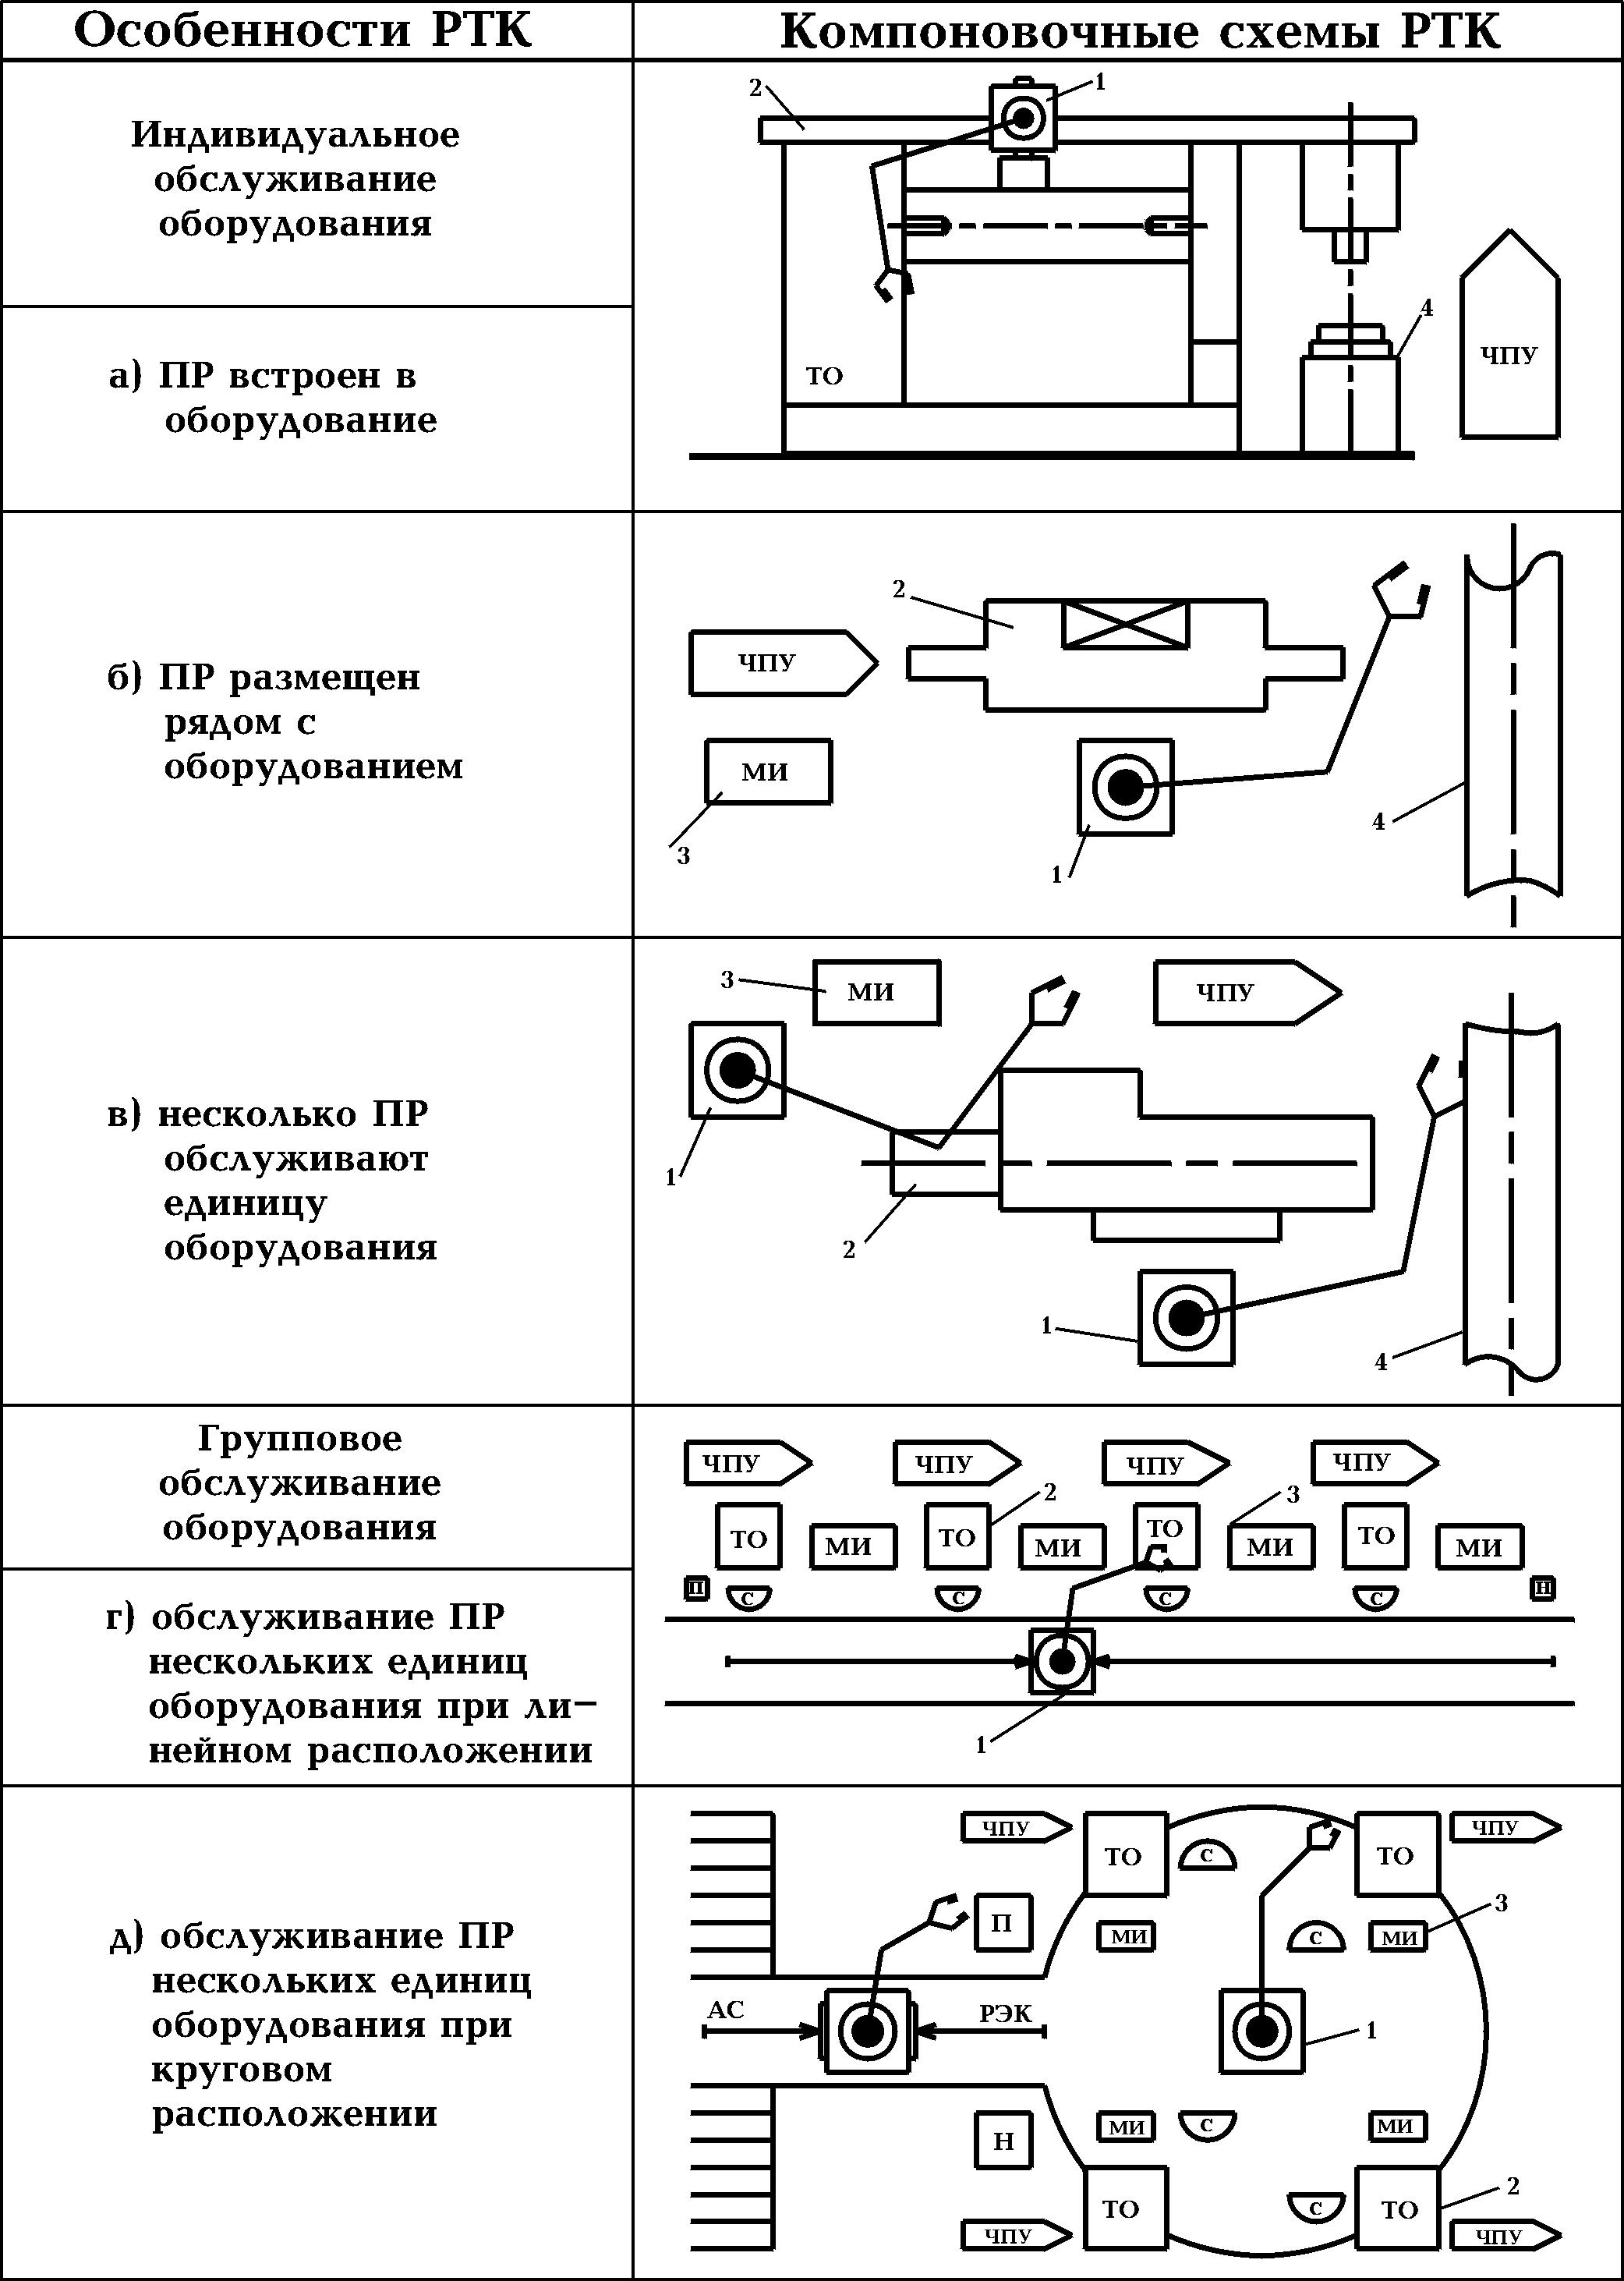 Особенности РТК
Компоновочные схемы РТК
Индивидуальное
обслуживание
оборудования
а) ПР встроен в
оборудование
2
1
4
ТО
ЧПУ
б) ПР размещен
рядом с
оборудованием
2
ЧПУ
МИ
3
1
4
в) несколько ПР
обслуживают
единицу
оборудования
3
МИ
ЧПУ
1
2
1
4
Групповое
обслуживание
оборудования
г) обслуживание ПР
нескольких единиц
оборудования при ли–
нейном расположении
ЧПУ ЧПУ ЧПУ ЧПУ
2 3
ТО МИ ТО МИ ТО МИ ТО МИ
П С С С С Н
1
д) обслуживание ПР
нескольких единиц
оборудования при
круговом
расположении
ЧПУ ЧПУ
ТО С ТО
3
П МИ С МИ
АС РЭК
1
Н МИ С МИ
2
ТО С ТО
ЧПУ ЧПУ